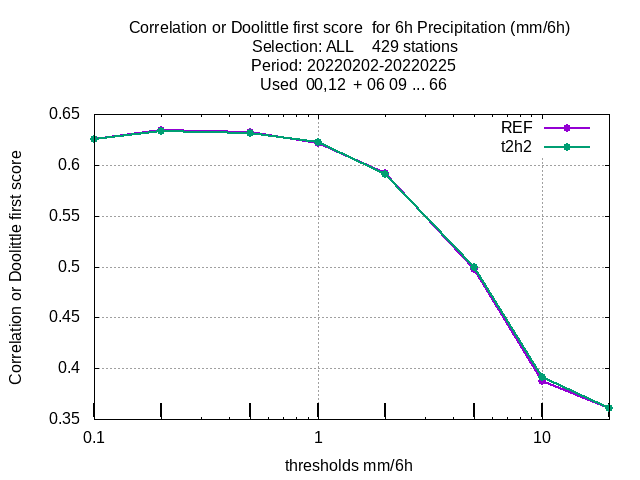 Correlation or Doolittle first score  for 6h Precipitation (mm/6h)
Selection: ALL    429 stations
Period: 20220202-20220225
Used  00,12  + 06 09 ... 66
REF
t2h2
Correlation or Doolittle first score
0.65
0.6
0.55
0.5
0.45
0.4
0.35
0.1
1
10
thresholds mm/6h